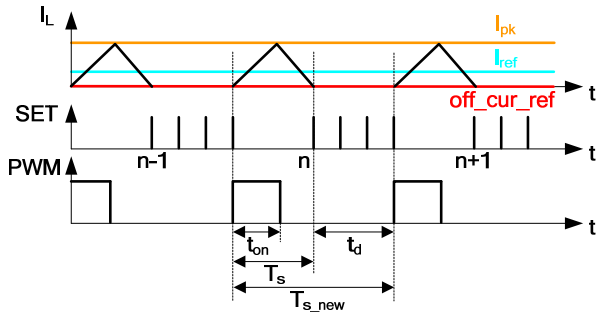 I_L
I_pk
I_ref
off_cur_ref
t
SET
n-1
n
n+1
t
PWM
t
t_on
t_d
T_s
T_s_new